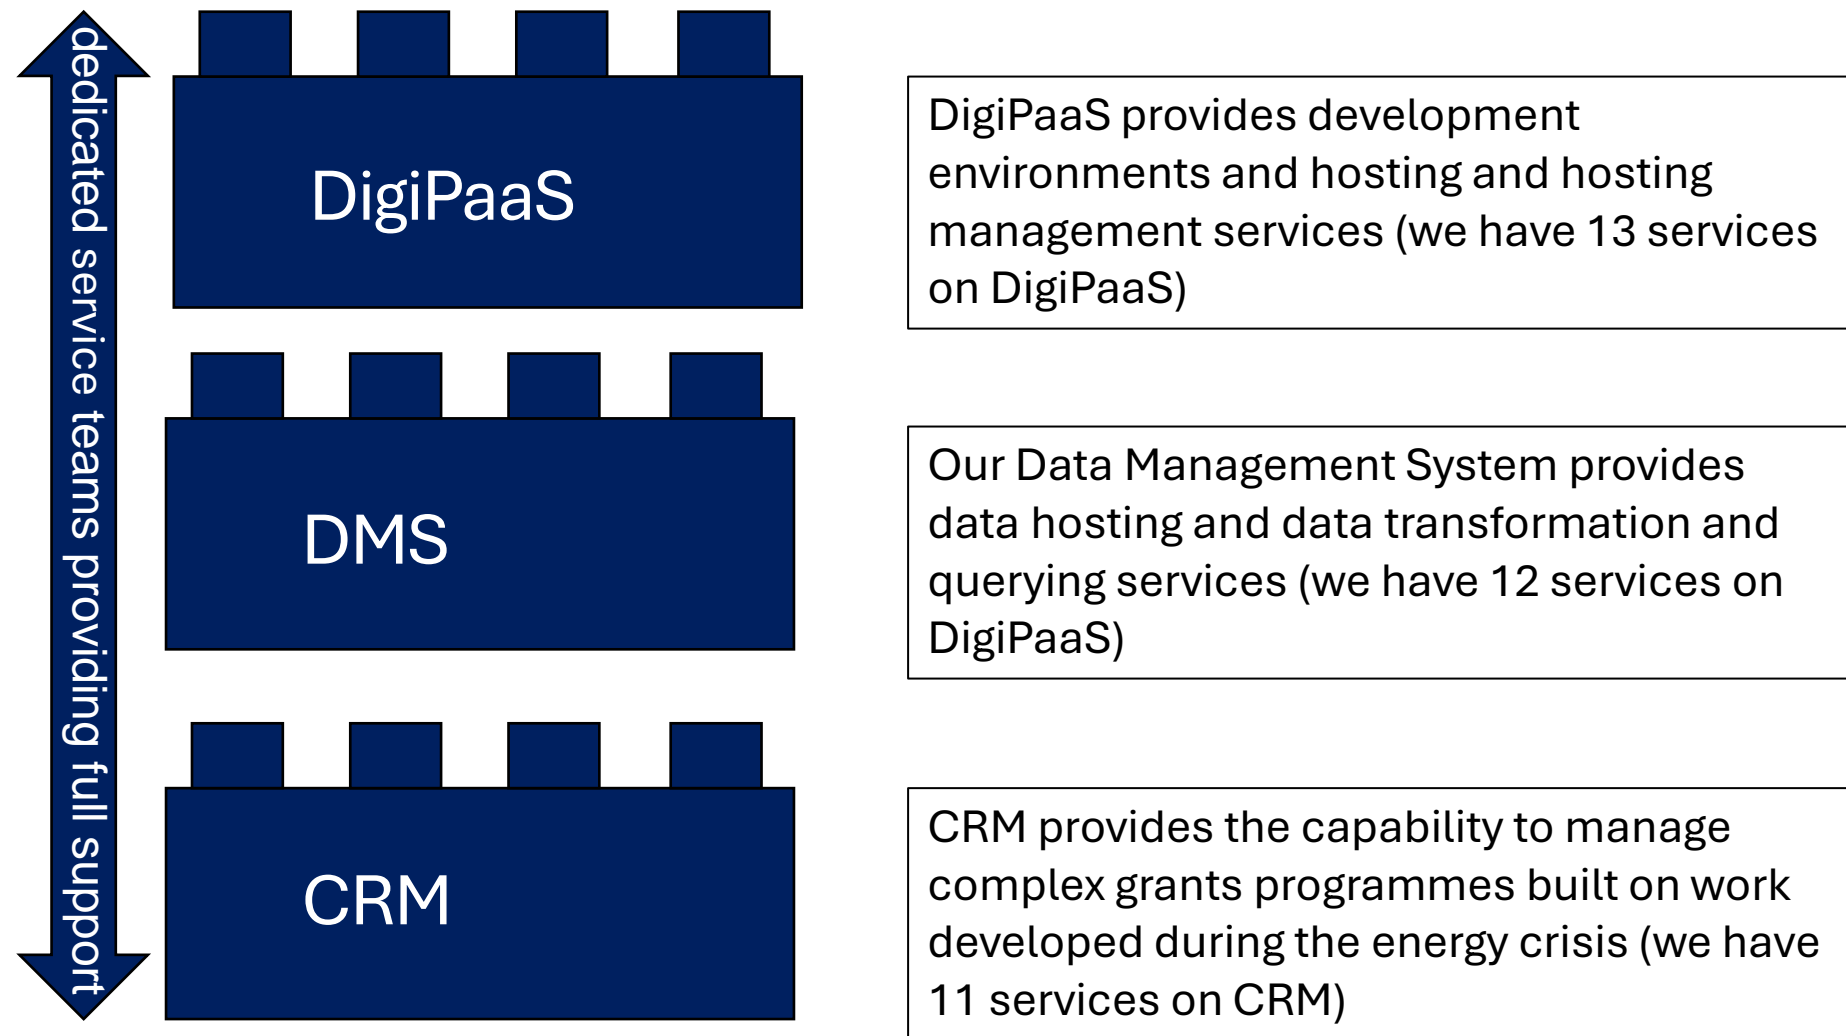 dedicated service teams providing full support
DigiPaaS
DigiPaaS provides development
environments and hosting and hosting
management services (we have 13 services
on DigiPaaS)
DMS
Our Data Management System provides
data hosting and data transformation and
querying services (we have 12 services on
DigiPaaS)
CRM
CRM provides the capability to manage
complex grants programmes built on work
developed during the energy crisis (we have
11 services on CRM)